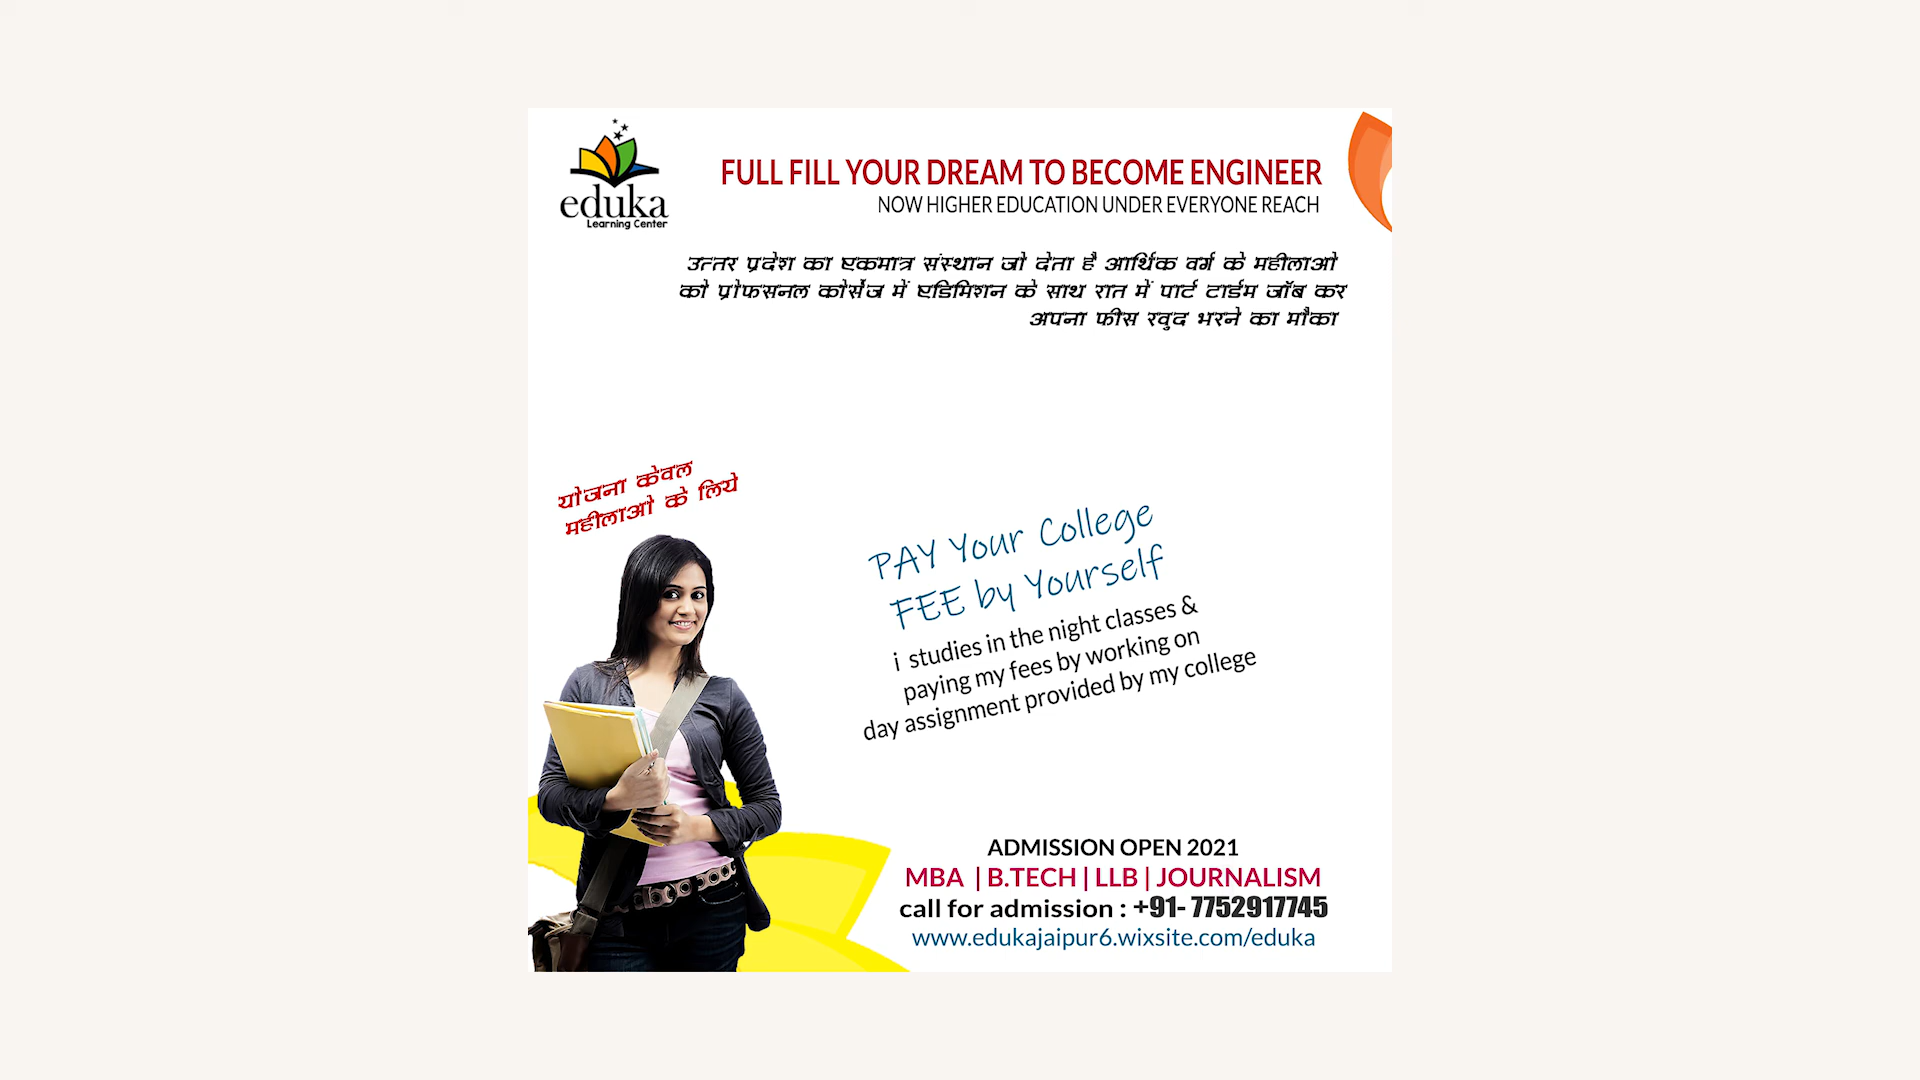 eduka
Learning Center
FULL FILL YOUR DREAM TO BECOME ENGINEER
NOW HIGHER EDUCATION UNDER EVERYONE REACH
उत्तर प्रदेश का एकमात्र संस्थान जो देता है आर्थिक वर्ग के महीलाओ
को प्रोफसनल कोर्सेज में एडिमिशन के साथ रात में पार्ट टाईम जॉब कर
अपना फीस खुद भरने का मौका
योजना केवल
महीलाओ के लिये
PAY Your College
FEE by Yourself
i studies in the night classes &
paying my fees by working on
day assignment provided by my college
ADMISSION OPEN 2021
MBA | B.TECH | LLB | JOURNALISM
call for admission : +91- 7752917745
www.edukajaipur6.wixsite.com/eduka